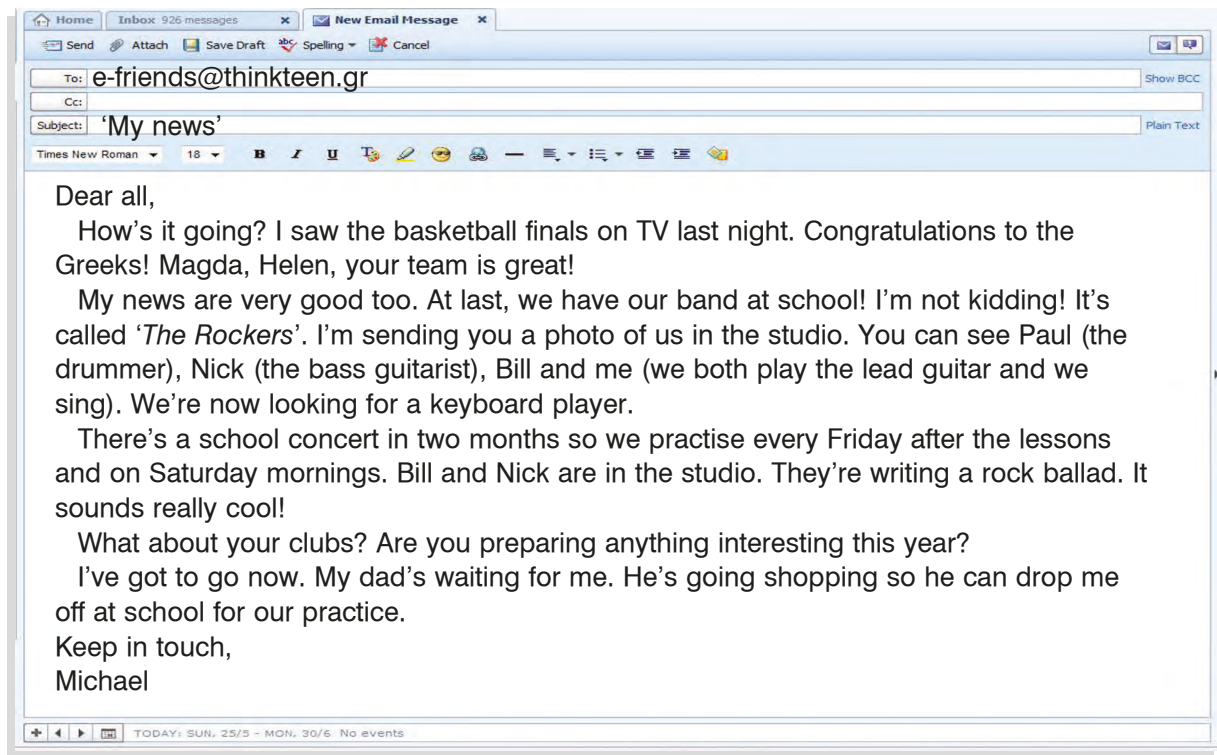 Home Inbox 926 messages x New Email Message x
Send Attach Save Draft abc Spelling Cancel
To: e-friends@thinkteen.gr Show BCC
Cc:
Subject: ‘My news’ Plain Text
Times New Roman 18 B I U T
Dear all,
How’s it going? I saw the basketball finals on TV last night. Congratulations to the
Greeks! Magda, Helen, your team is great!
My news are very good too. At last, we have our band at school! I’m not kidding! It’s
called ‘The Rockers’. I’m sending you a photo of us in the studio. You can see Paul (the
drummer), Nick (the bass guitarist), Bill and me (we both play the lead guitar and we
sing). We’re now looking for a keyboard player.
There’s a school concert in two months so we practise every Friday after the lessons
and on Saturday mornings. Bill and Nick are in the studio. They’re writing a rock ballad. It
sounds really cool!
What about your clubs? Are you preparing anything interesting this year?
I’ve got to go now. My dad’s waiting for me. He’s going shopping so he can drop me
off at school for our practice.
Keep in touch,
Michael
TODAY: SUN, 25/5 - MON, 30/6 No events